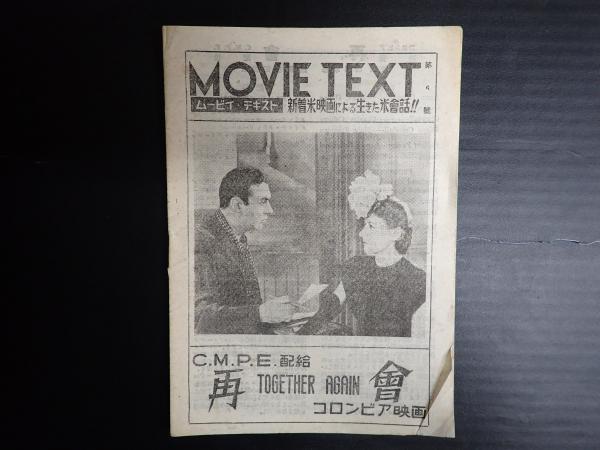 MOVIE TEXT
ムービイ・テキスト 新着米映画による生きた米會話!!
C.M.P.E.配給
再 TOGETHER AGAIN 會
コロンビア映画